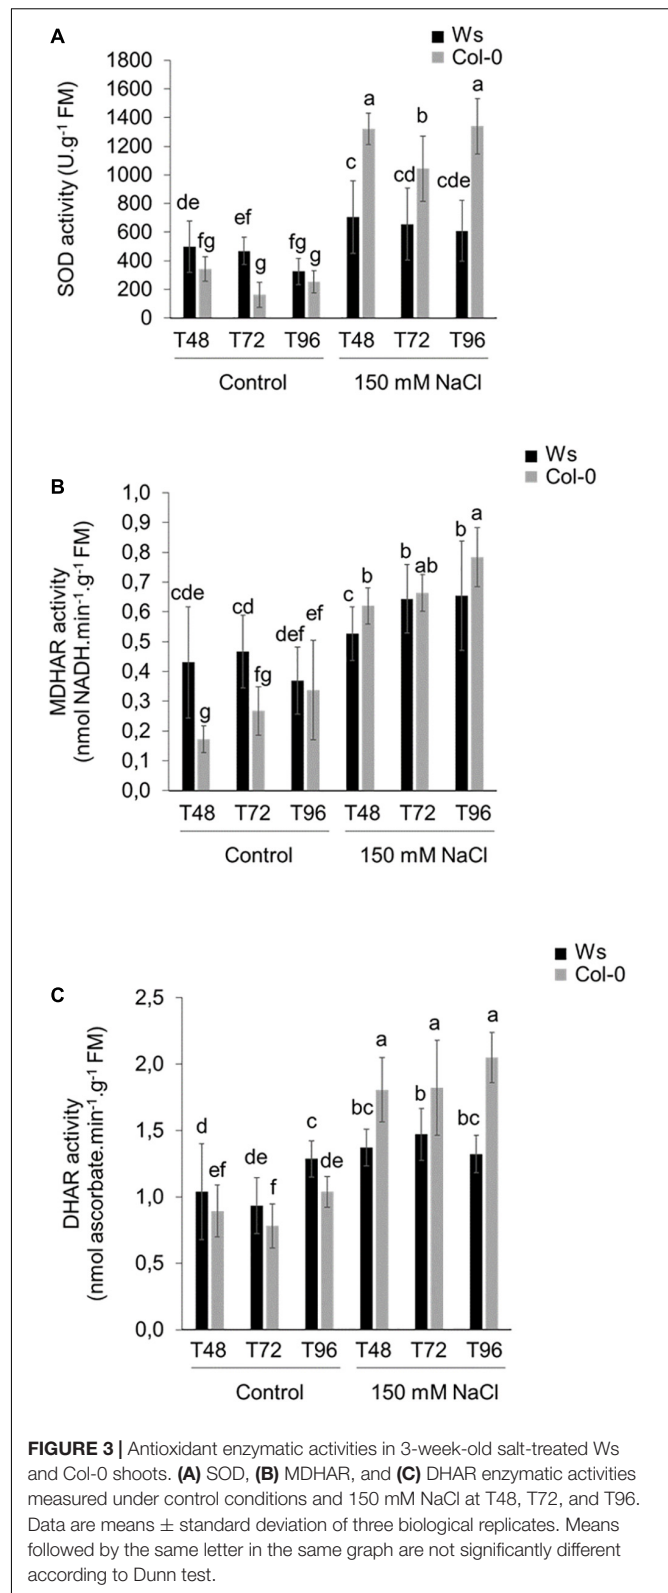 A
Ws
Col-0
SOD activity (U.g-1 FM)
1800
1600
1400
1200
1000
800
600
400
200
0
de
fg
ef
g
fg
g
c
a
cd
b
cde
a
T48 T72 T96 T48 T72 T96
Control 150 mM NaCl
B
Ws
Col-0
MDHAR activity
(nmol NADH.min-1.g-1 FM)
1,0
0,9
0,8
0,7
0,6
0,5
0,4
0,3
0,2
0,1
0,0
cde
g
cd
fg
def
ef
c
b
b
ab
b
a
T48 T72 T96 T48 T72 T96
Control 150 mM NaCl
C
Ws
Col-0
DHAR activity
(nmol ascorbate.min-1.g-1 FM)
2,5
2,0
1,5
1,0
0,5
0,0
d
ef
de
f
c
de
bc
a
b
a
bc
a
T48 T72 T96 T48 T72 T96
Control 150 mM NaCl
FIGURE 3 | Antioxidant enzymatic activities in 3-week-old salt-treated Ws
and Col-0 shoots. (A) SOD, (B) MDHAR, and (C) DHAR enzymatic activities
measured under control conditions and 150 mM NaCl at T48, T72, and T96.
Data are means ± standard deviation of three biological replicates. Means
followed by the same letter in the same graph are not significantly different
according to Dunn test.